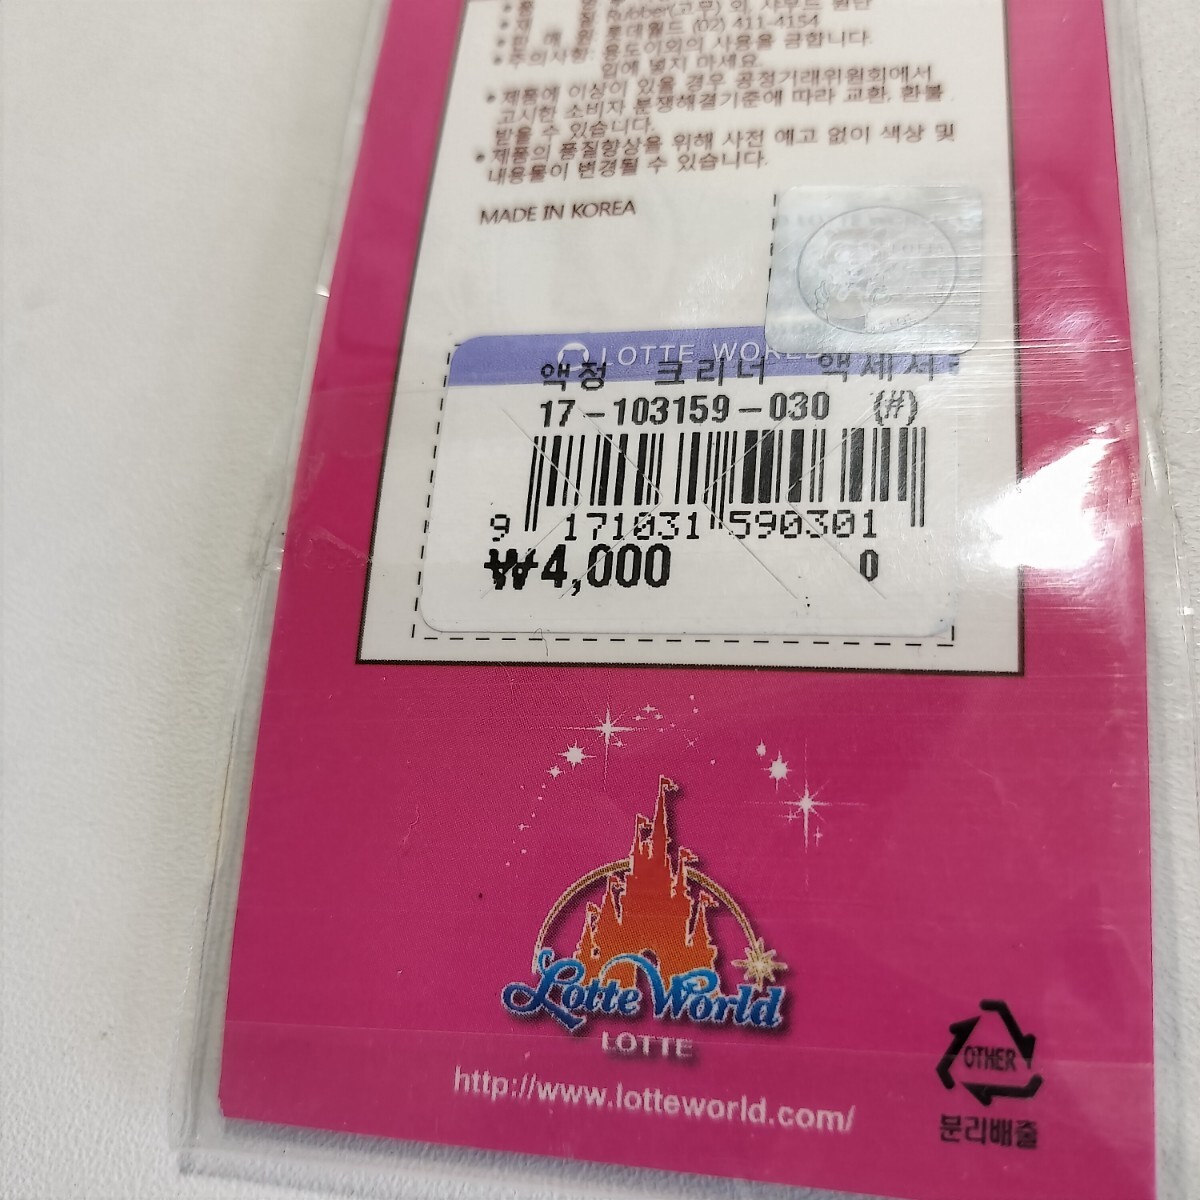 Rubber(고무) 외, 샤무드 원단
롯데월드 (02) 411-4154
주의사항: 용도이외의 사용을 금합니다.
입에 넣지 마세요.
제품에 이상이 있을 경우 공정거래위원회에서
고시한 소비자 분쟁해결기준에 따라 교환, 환불
받을 수 있습니다.
제품의 품질향상을 위해 사전 예고 없이 색상 및
내용물이 변경될 수 있습니다.
MADE IN KOREA
LOTTE WORLD
액정 크리너 액세서
17-103159-030 (#)
9 171031 590301
₩4,000 0
Lotte World
LOTTE
http://www.lotteworld.com/
OTHER
분리배출